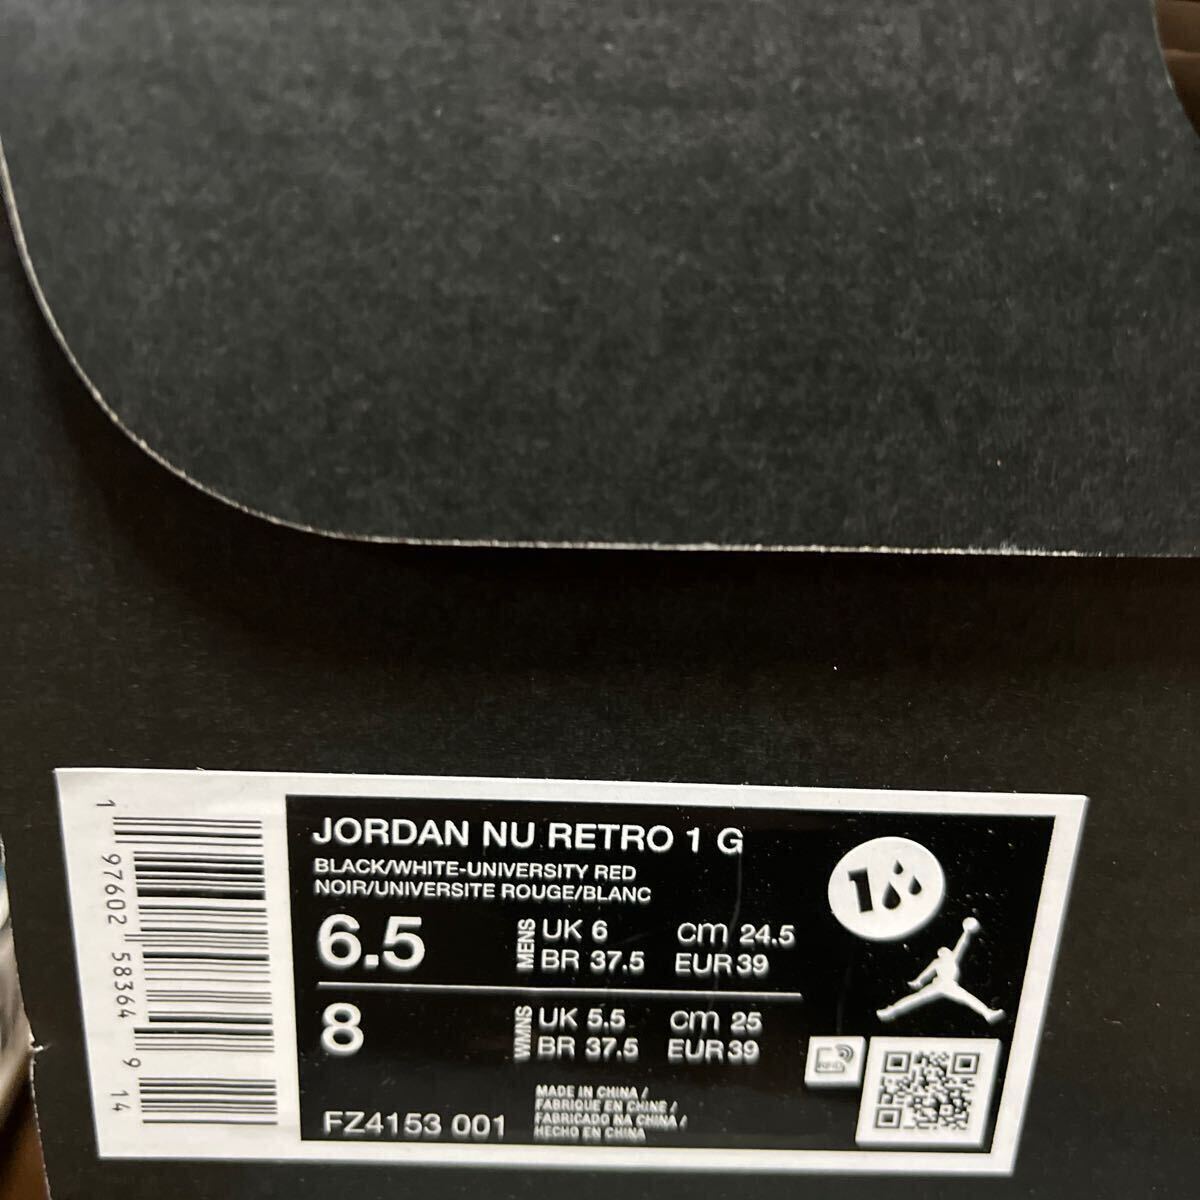 JORDAN NU RETRO 1 G
BLACK/WHITE-UNIVERSITY RED
NOIR/UNIVERSITE ROUGE/BLANC
6.5 MENS UK 6 cm 24.5
BR 37.5 EUR 39
8 WMNS UK 5.5 cm 25
BR 37.5 EUR 39
FZ4153 001
MADE IN CHINA /
FABRIQUE EN CHINE /
FABRICADO NA CHINA /
HECHO EN CHINA
18
RFID
1 97602 58364 9 14